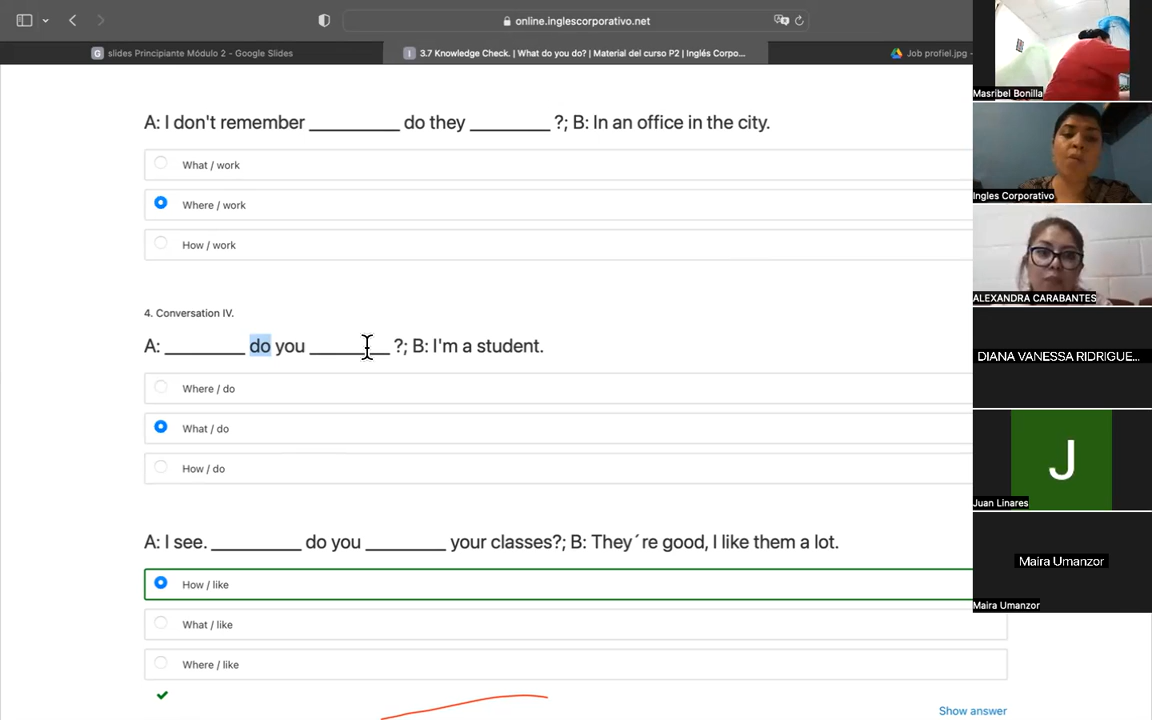 online.inglescorporativo.net
slides Principiante Módulo 2 - Google Slides
3.7 Knowledge Check. | What do you do? | Material del curso P2 | Inglés Corpo...
Job profiel.jpg -
A: I don't remember _________ do they ________ ?; B: In an office in the city.
What / work
Where / work
How / work
4. Conversation IV.
A: ________ do you ________ ?; B: I'm a student.
Where / do
What / do
How / do
A: I see. _________ do you ________ your classes?; B: They´re good, I like them a lot.
How / like
What / like
Where / like
Show answer
Masribel Bonilla
Ingles Corporativo
ALEXANDRA CARABANTES
DIANA VANESSA RIDRIGUE...
J
Juan Linares
Maira Umanzor
Maira Umanzor